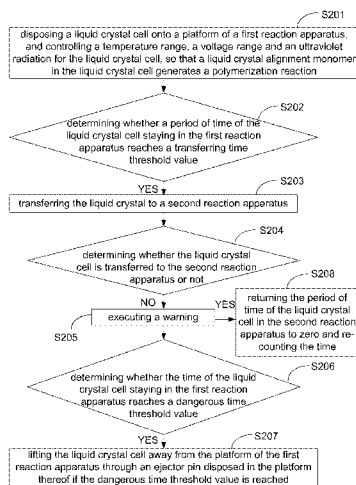 S201
disposing a liquid crystal cell onto a platform of a first reaction apparatus,
and controlling a temperature range, a voltage range and an ultraviolet
radiation for the liquid crystal cell, so that a liquid crystal alignment monomer
in the liquid crystal cell generates a polymerization reaction
S202
determining whether a period of time of
the liquid crystal cell staying in the first reaction
apparatus reaches a transferring time
threshold value
YES
S203
transferring the liquid crystal to a second reaction apparatus
S204
determining whether the liquid crystal
cell is transferred to the second reaction
apparatus or not
NO
S205
executing a warning
YES
S208
returning the period
of time of the liquid crystal
cell in the second reaction
apparatus to zero and re-
counting the time
S206
determining whether the time of the liquid
crystal cell staying in the first reaction
apparatus reaches a dangerous time
threshold value
YES
S207
lifting the liquid crystal cell away from the platform of the first
reaction apparatus through an ejector pin disposed in the platform
thereof if the dangerous time threshold value is reached